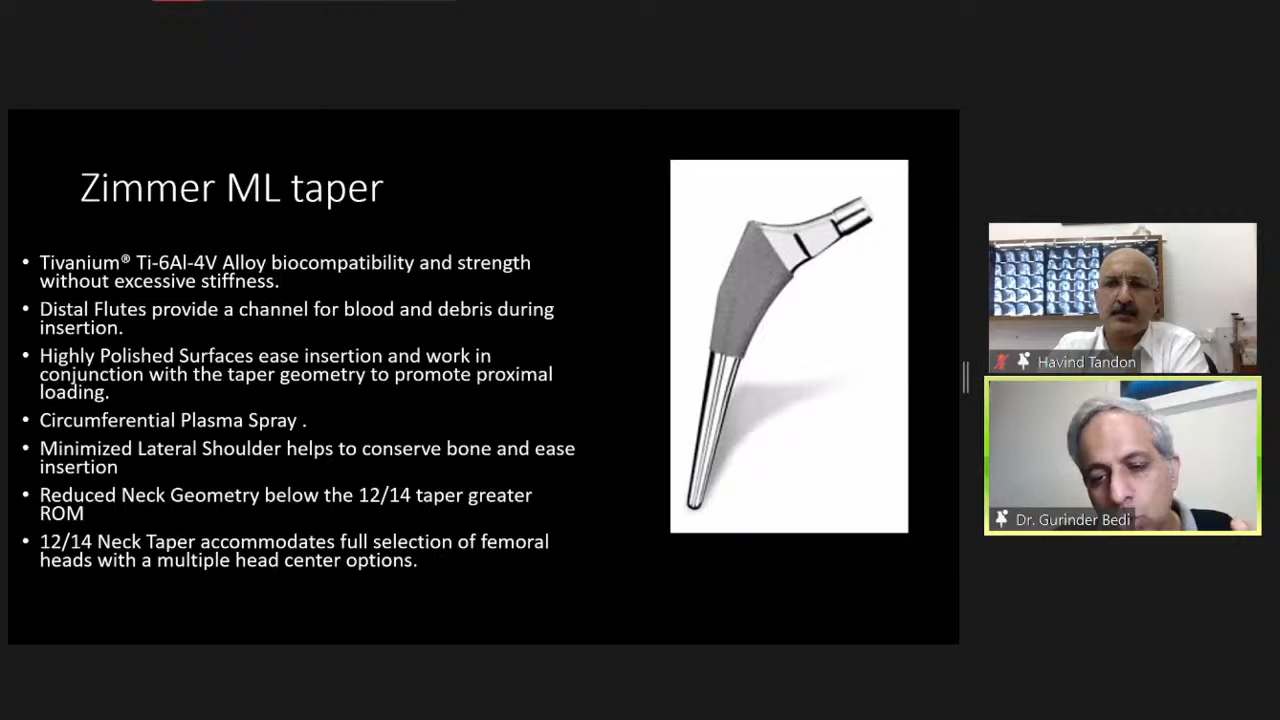 Zimmer ML taper
• Tivanium® Ti-6Al-4V Alloy biocompatibility and strength
without excessive stiffness.
• Distal Flutes provide a channel for blood and debris during
insertion.
• Highly Polished Surfaces ease insertion and work in
conjunction with the taper geometry to promote proximal
loading.
• Circumferential Plasma Spray .
• Minimized Lateral Shoulder helps to conserve bone and ease
insertion
• Reduced Neck Geometry below the 12/14 taper greater
ROM
• 12/14 Neck Taper accommodates full selection of femoral
heads with a multiple head center options.
Havind Tandon
Dr. Gurinder Bedi